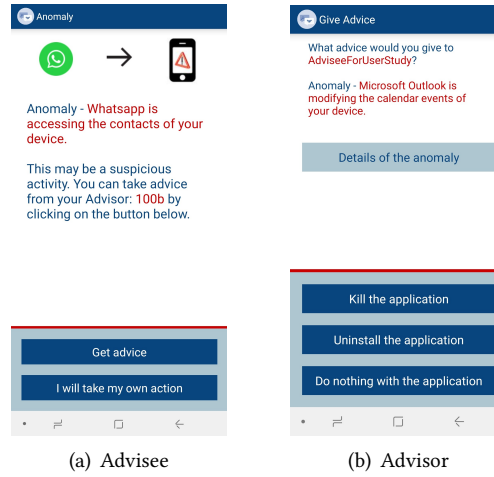 Anomaly
Anomaly - Whatsapp is
accessing the contacts of your
device.
This may be a suspicious
activity. You can take advice
from your Advisor: 100b by
clicking on the button below.
Get advice
I will take my own action
(a) Advisee
Give Advice
What advice would you give to
AdviseeForUserStudy?
Anomaly - Microsoft Outlook is
modifying the calendar events of
your device.
Details of the anomaly
Kill the application
Uninstall the application
Do nothing with the application
(b) Advisor